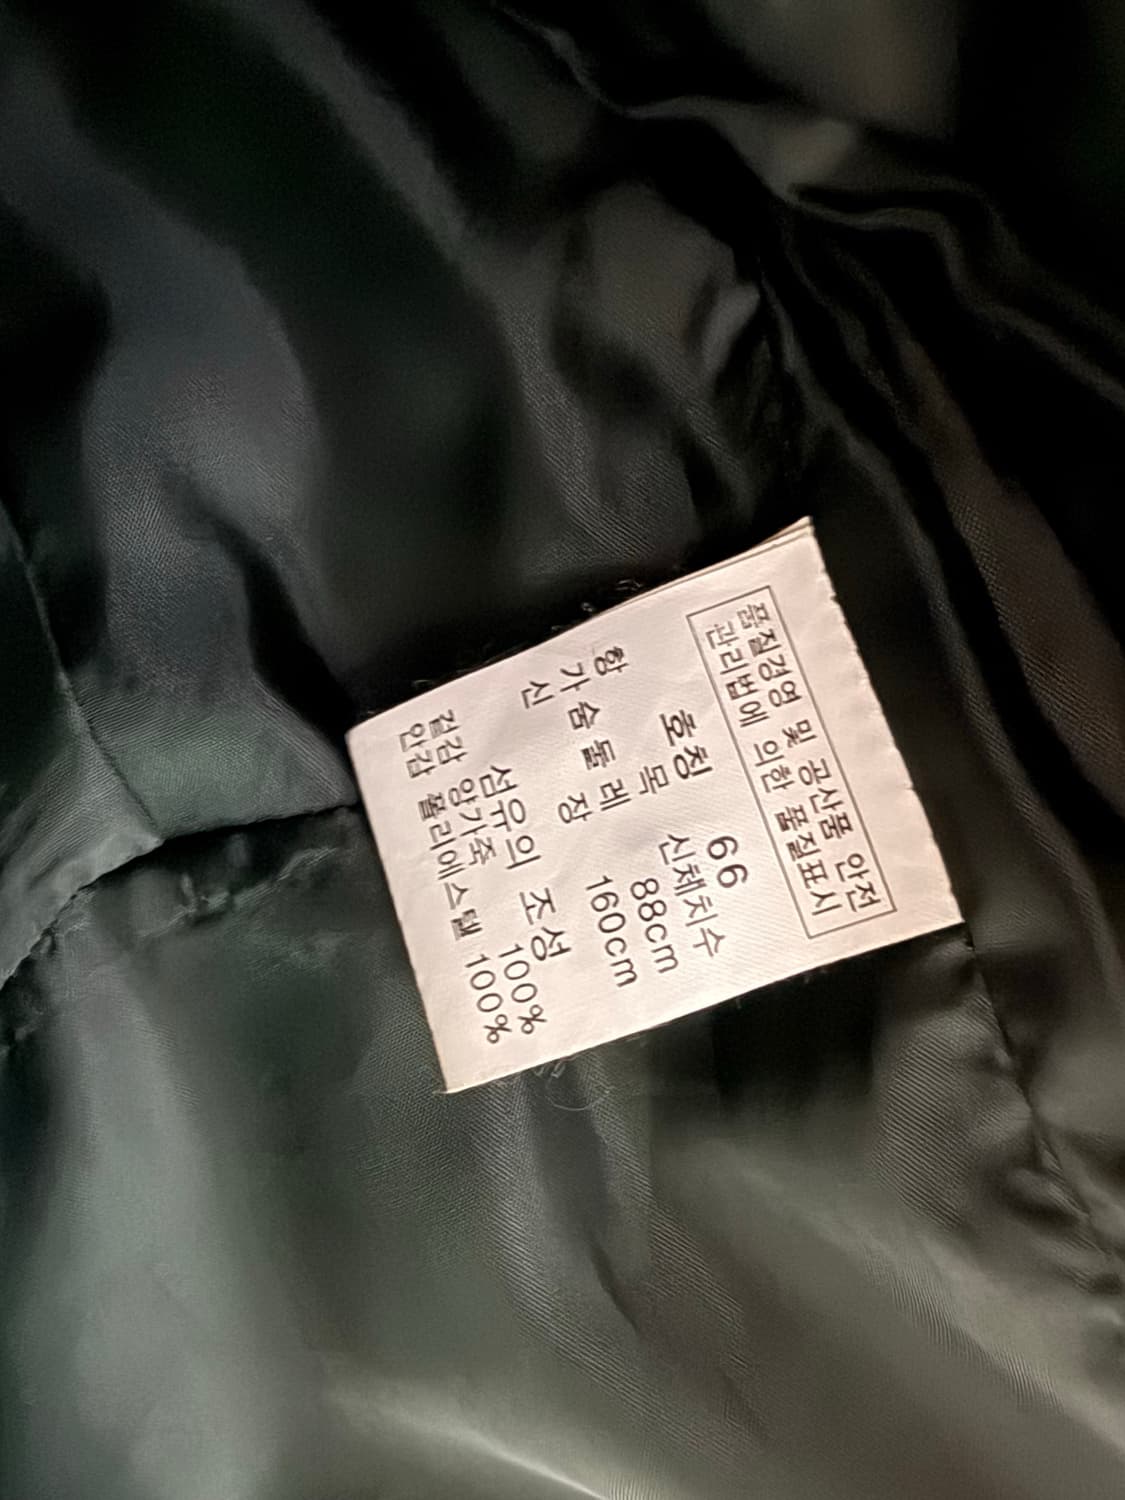 품질경영 및 공산품 안전
관리법에 의한 품질표시
호칭 66
항 목 신체치수
가 슴 둘 레 88cm
신 장 160cm
섬유의 조성
겉감 양가죽 100%
안감 폴리에스텔 100%